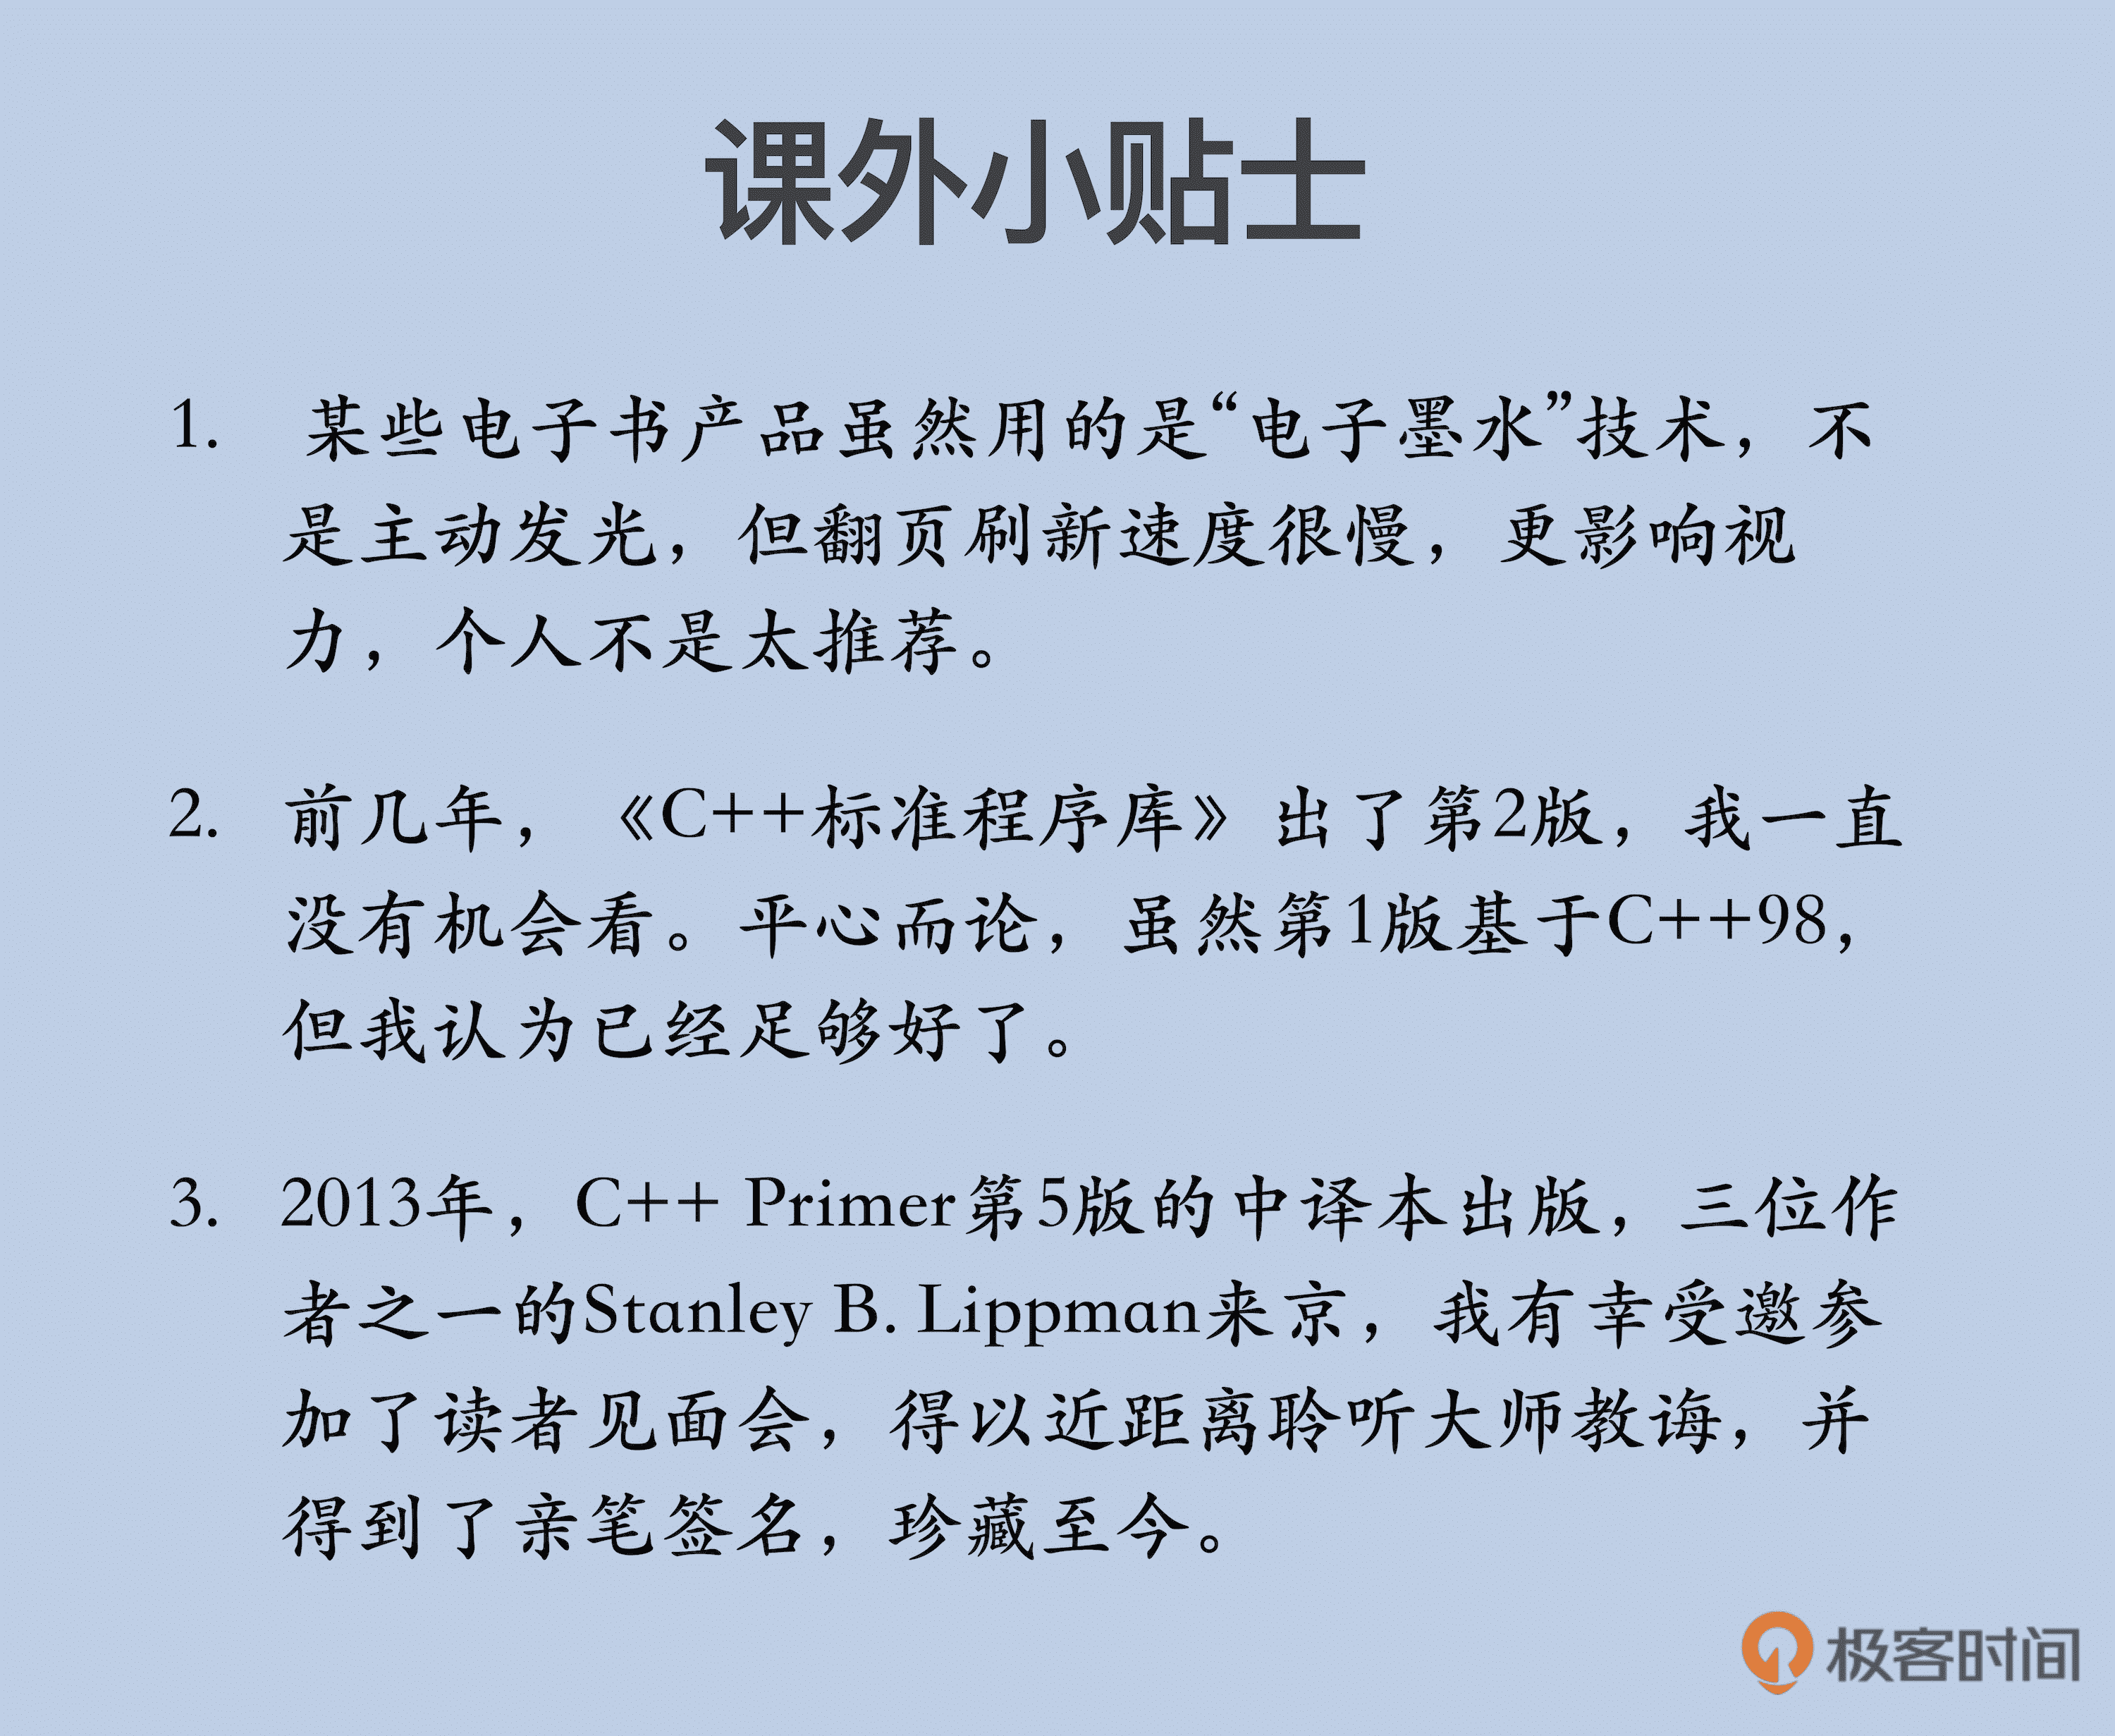 课外小贴士
1. 某些电子书产品虽然用的是“电子墨水”技术，不
是主动发光，但翻页刷新速度很慢，更影响视
力，个人不是太推荐。
2. 前几年，《C++标准程序库》出了第2版，我一直
没有机会看。平心而论，虽然第1版基于C++98，
但我认为已经足够好了。
3. 2013年，C++ Primer第5版的中译本出版，三位作
者之一的Stanley B. Lippman来京，我有幸受邀参
加了读者见面会，得以近距离聆听大师教诲，并
得到了亲笔签名，珍藏至今。
极客时间